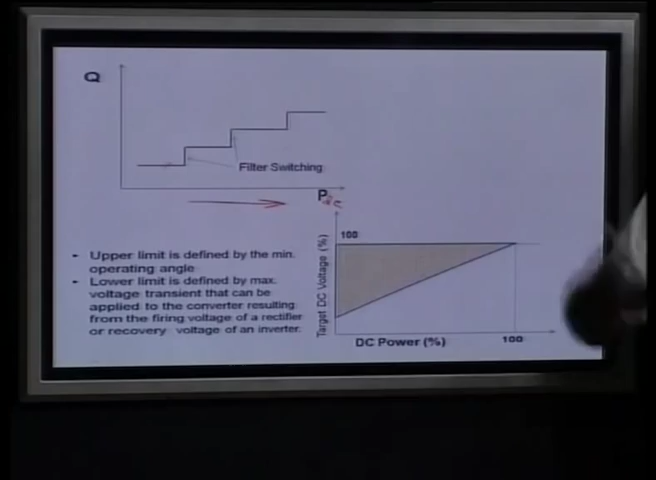 Q
Filter Switching
Pdc
100
Target DC Voltage (%)
DC Power (%)
100
- Upper limit is defined by the min.
operating angle
- Lower limit is defined by max.
voltage transient that can be
applied to the converter resulting
from the firing voltage of a rectifier
or recovery voltage of an inverter.